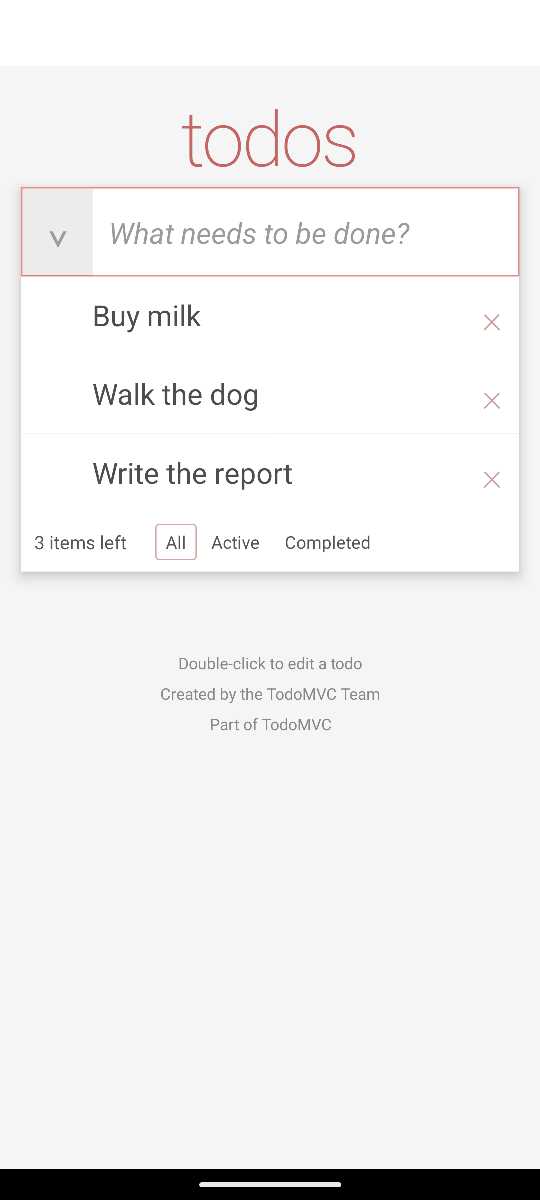 todos
What needs to be done?
Buy milk
Walk the dog
Write the report
3 items left All Active Completed
Double-click to edit a todo
Created by the TodoMVC Team
Part of TodoMVC